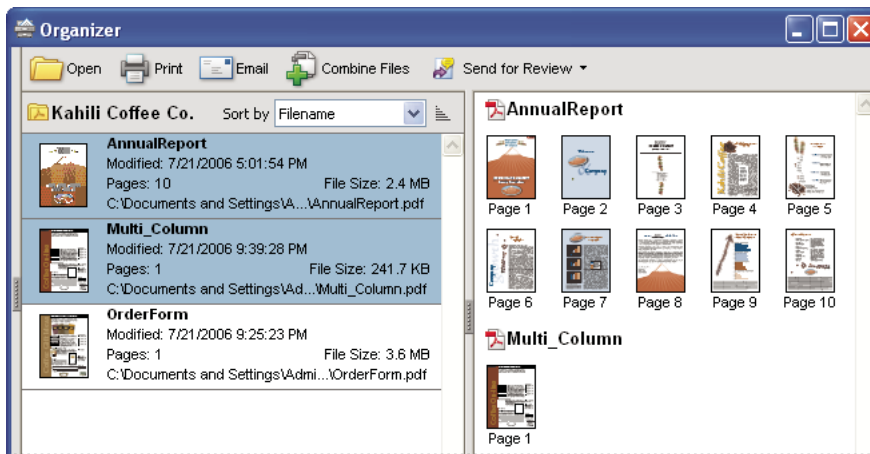 Organizer
Open Print Email Combine Files Send for Review
Kahili Coffee Co. Sort by Filename
AnnualReport
Modified: 7/21/2006 5:01:54 PM
Pages: 10 File Size: 2.4 MB
C:\Documents and Settings\A...\AnnualReport.pdf
Multi_Column
Modified: 7/21/2006 9:39:28 PM
Pages: 1 File Size: 241.7 KB
C:\Documents and Settings\Ad...\Multi_Column.pdf
OrderForm
Modified: 7/21/2006 9:25:23 PM
Pages: 1 File Size: 3.6 MB
C:\Documents and Settings\Admi...\OrderForm.pdf
AnnualReport
Page 1 Page 2 Page 3 Page 4 Page 5
Page 6 Page 7 Page 8 Page 9 Page 10
Multi_Column
Page 1